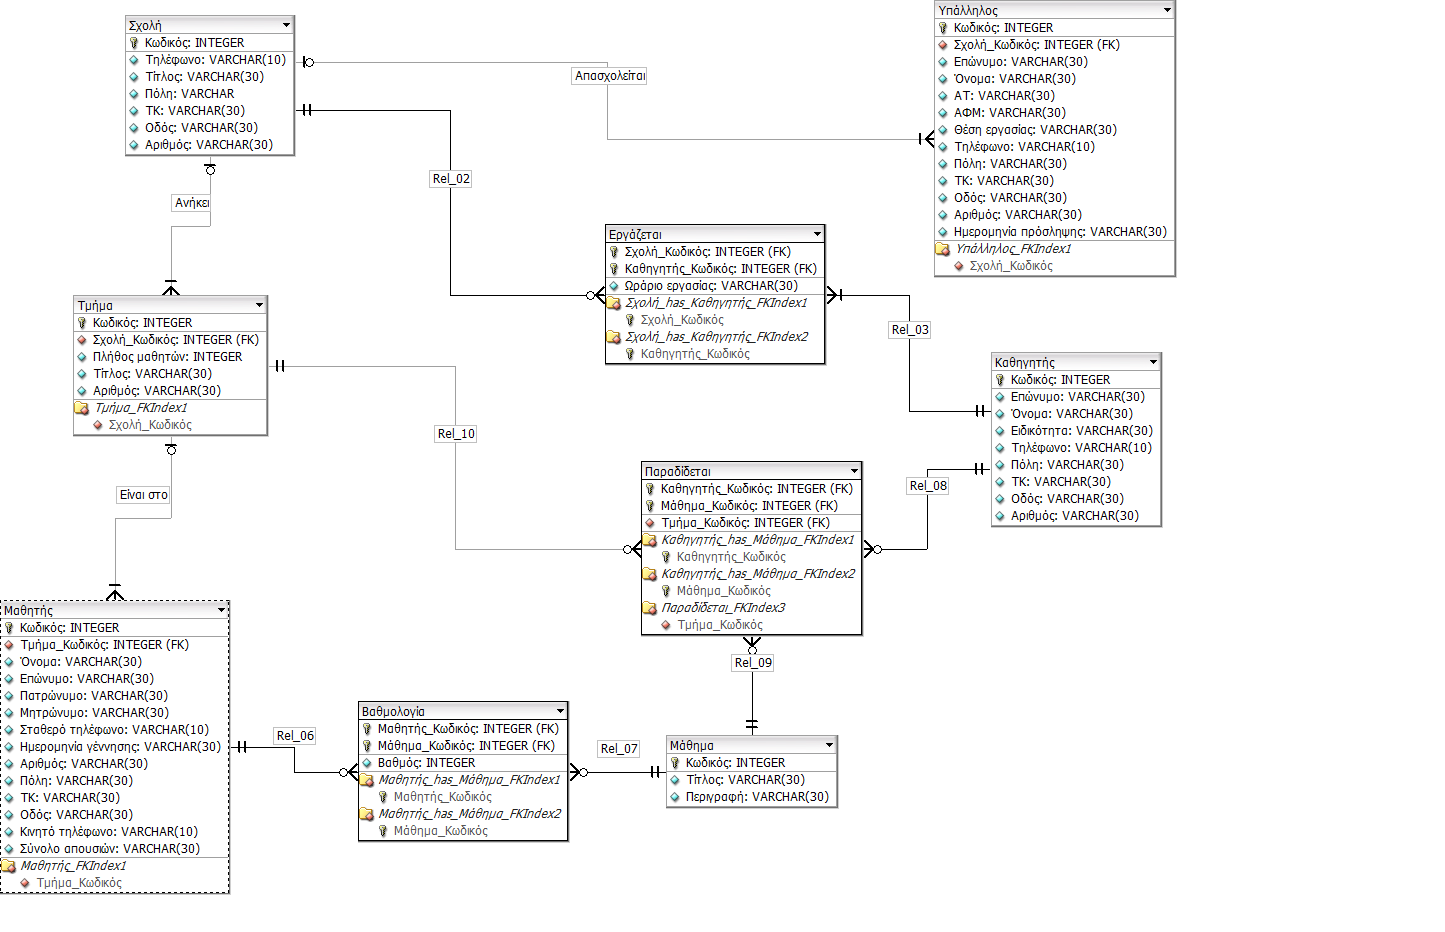 Σχολή
Κωδικός: INTEGER
Τηλέφωνο: VARCHAR(10)
Τίτλος: VARCHAR(30)
Πόλη: VARCHAR
ΤΚ: VARCHAR(30)
Οδός: VARCHAR(30)
Αριθμός: VARCHAR(30)
Απασχολείται
Υπάλληλος
Κωδικός: INTEGER
Σχολή_Κωδικός: INTEGER (FK)
Επώνυμο: VARCHAR(30)
Όνομα: VARCHAR(30)
ΑΤ: VARCHAR(30)
ΑΦΜ: VARCHAR(30)
Θέση εργασίας: VARCHAR(30)
Τηλέφωνο: VARCHAR(10)
Πόλη: VARCHAR(30)
ΤΚ: VARCHAR(30)
Οδός: VARCHAR(30)
Αριθμός: VARCHAR(30)
Ημερομηνία πρόσληψης: VARCHAR(30)
Υπάλληλος_FKIndex1
Σχολή_Κωδικός
Rel_02
Ανήκει
Εργάζεται
Σχολή_Κωδικός: INTEGER (FK)
Καθηγητής_Κωδικός: INTEGER (FK)
Ωράριο εργασίας: VARCHAR(30)
Σχολή_has_Καθηγητής_FKIndex1
Σχολή_Κωδικός
Σχολή_has_Καθηγητής_FKIndex2
Καθηγητής_Κωδικός
Rel_03
Τμήμα
Κωδικός: INTEGER
Σχολή_Κωδικός: INTEGER (FK)
Πλήθος μαθητών: INTEGER
Τίτλος: VARCHAR(30)
Αριθμός: VARCHAR(30)
Τμήμα_FKIndex1
Σχολή_Κωδικός
Καθηγητής
Κωδικός: INTEGER
Επώνυμο: VARCHAR(30)
Όνομα: VARCHAR(30)
Ειδικότητα: VARCHAR(30)
Τηλέφωνο: VARCHAR(10)
Πόλη: VARCHAR(30)
ΤΚ: VARCHAR(30)
Οδός: VARCHAR(30)
Αριθμός: VARCHAR(30)
Rel_10
Rel_08
Είναι στο
Παραδίδεται
Καθηγητής_Κωδικός: INTEGER (FK)
Μάθημα_Κωδικός: INTEGER (FK)
Τμήμα_Κωδικός: INTEGER (FK)
Καθηγητής_has_Μάθημα_FKIndex1
Καθηγητής_Κωδικός
Καθηγητής_has_Μάθημα_FKIndex2
Μάθημα_Κωδικός
Παραδίδεται_FKIndex3
Τμήμα_Κωδικός
Rel_09
Μαθητής
Κωδικός: INTEGER
Τμήμα_Κωδικός: INTEGER (FK)
Όνομα: VARCHAR(30)
Επώνυμο: VARCHAR(30)
Πατρώνυμο: VARCHAR(30)
Μητρώνυμο: VARCHAR(30)
Σταθερό τηλέφωνο: VARCHAR(10)
Ημερομηνία γέννησης: VARCHAR(30)
Αριθμός: VARCHAR(30)
Πόλη: VARCHAR(30)
ΤΚ: VARCHAR(30)
Οδός: VARCHAR(30)
Κινητό τηλέφωνο: VARCHAR(10)
Σύνολο απουσιών: VARCHAR(30)
Μαθητής_FKIndex1
Τμήμα_Κωδικός
Rel_06
Βαθμολογία
Μαθητής_Κωδικός: INTEGER (FK)
Μάθημα_Κωδικός: INTEGER (FK)
Βαθμός: INTEGER
Μαθητής_has_Μάθημα_FKIndex1
Μαθητής_Κωδικός
Μαθητής_has_Μάθημα_FKIndex2
Μάθημα_Κωδικός
Rel_07
Μάθημα
Κωδικός: INTEGER
Τίτλος: VARCHAR(30)
Περιγραφή: VARCHAR(30)